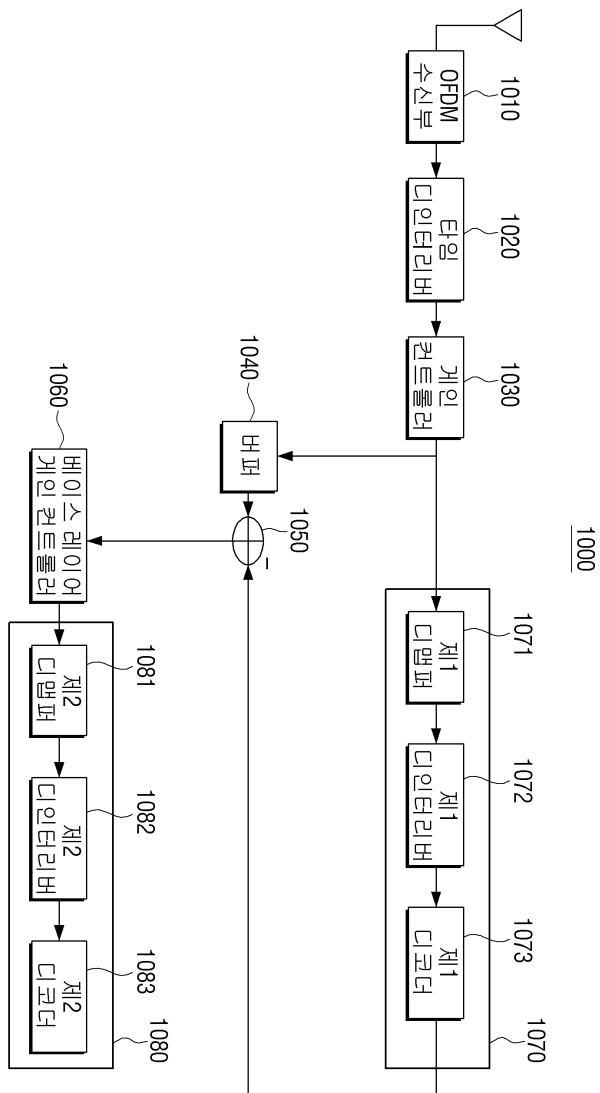 1000
1010
OFDM
수신부
1020
타임
디인터리버
1030
게인
컨트롤러
1071
제1
디맵퍼
1072
제1
디인터리버
1073
제1
디코더
1070
1040
버퍼
1050
–
1060
베이스 레이어
게인 컨트롤러
1081
제2
디맵퍼
1082
제2
디인터리버
1083
제2
디코더
1080